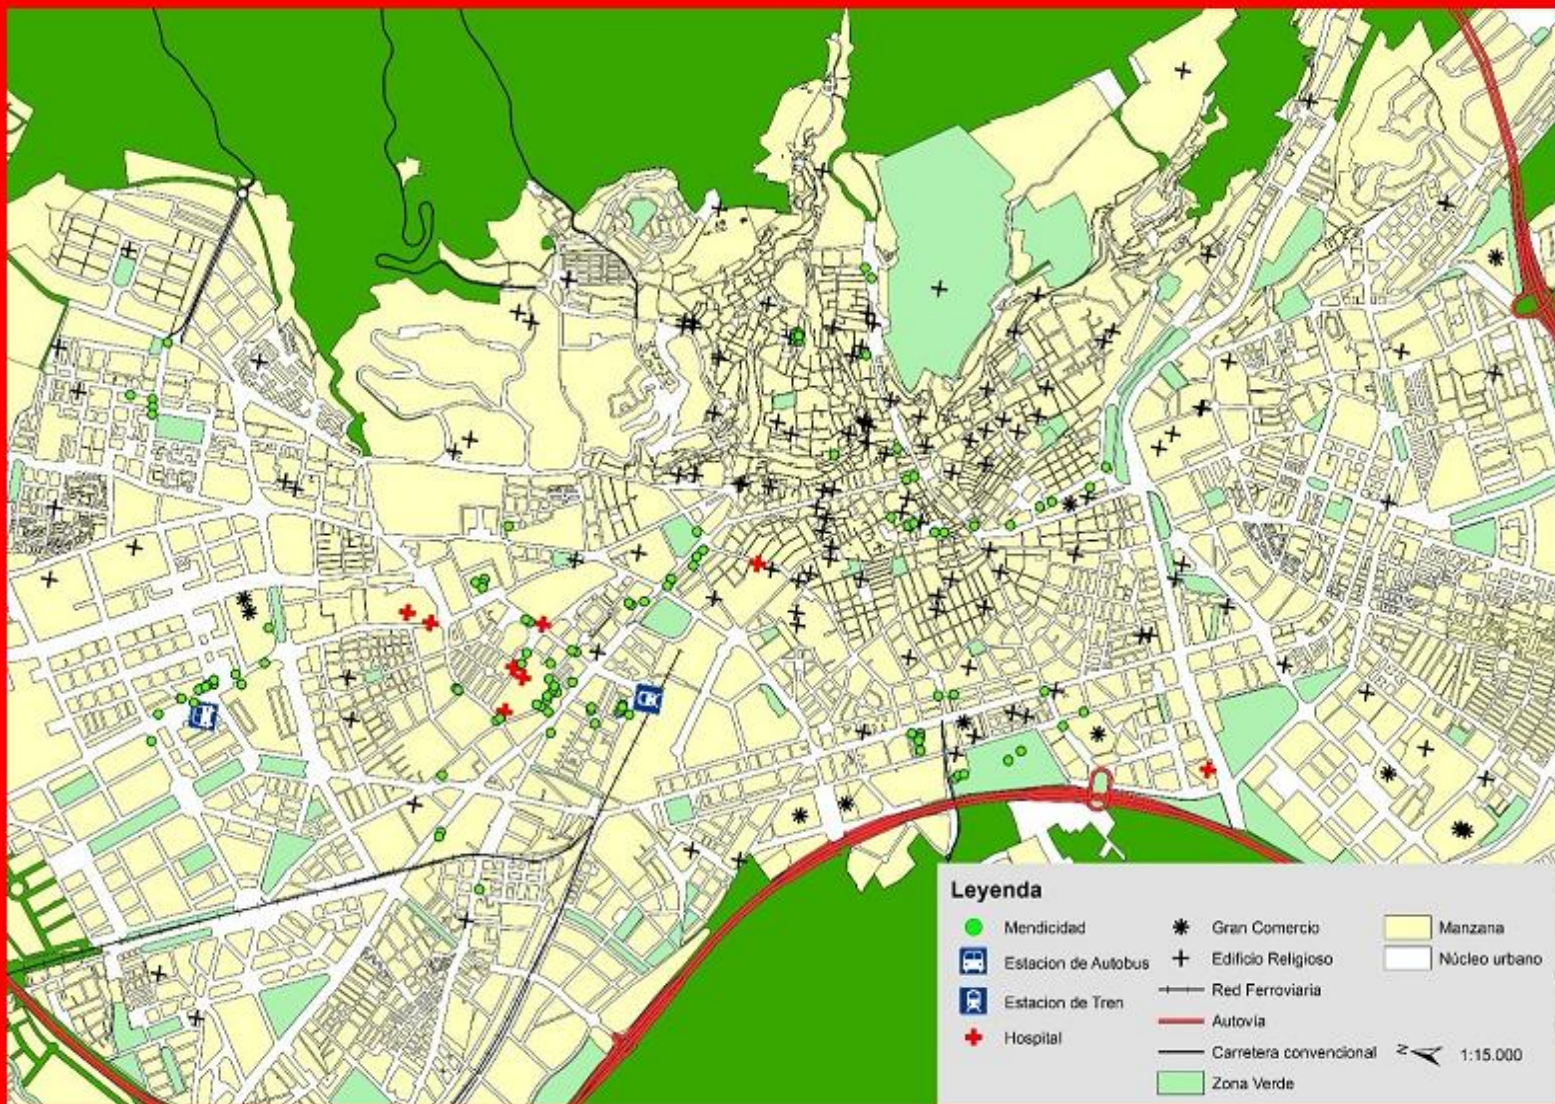 Leyenda
Mendicidad
Estacion de Autobus
Estacion de Tren
Hospital
Gran Comercio
Edificio Religioso
Red Ferroviaria
Autovía
Carretera convencional
Zona Verde
Manzana
Núcleo urbano
N
1:15.000